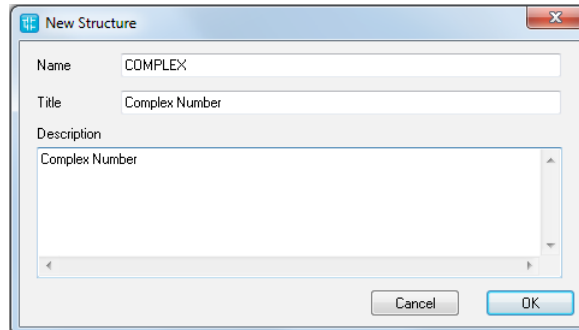 New Structure
Name COMPLEX
Title Complex Number
Description
Complex Number
Cancel OK